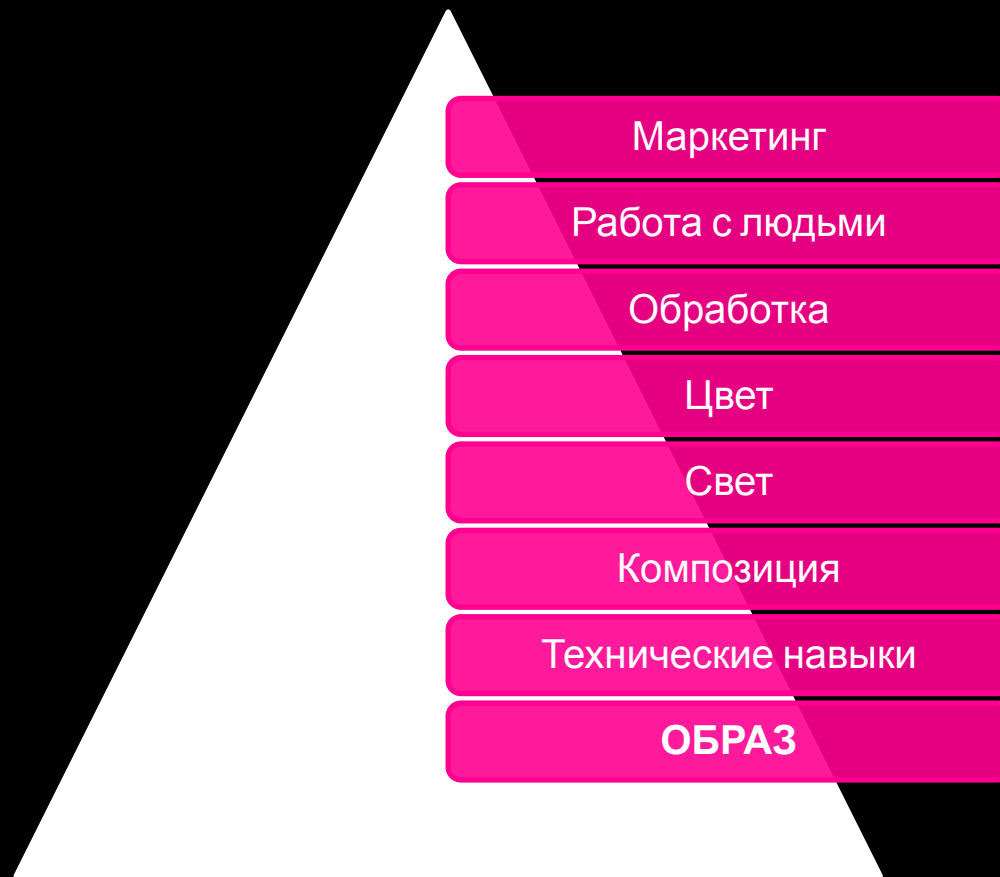 Маркетинг
Работа с людьми
Обработка
Цвет
Свет
Композиция
Технические навыки
ОБРАЗ